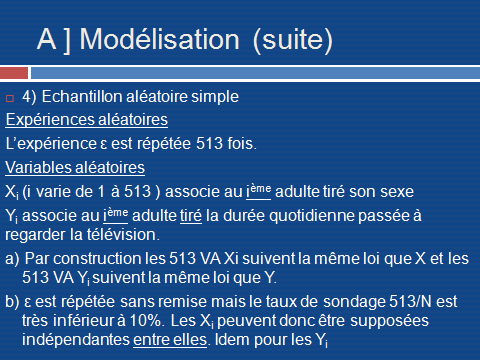 A ] Modélisation (suite)
4) Echantillon aléatoire simple
Expériences aléatoires
L’expérience ε est répétée 513 fois.
Variables aléatoires
Xi (i varie de 1 à 513 ) associe au ième adulte tiré son sexe
Yi associe au ième adulte tiré la durée quotidienne passée à
regarder la télévision.
a) Par construction les 513 VA Xi suivent la même loi que X et les
513 VA Yi suivent la même loi que Y.
b) ε est répétée sans remise mais le taux de sondage 513/N est
très inférieur à 10%. Les Xi peuvent donc être supposées
indépendantes entre elles. Idem pour les Yi